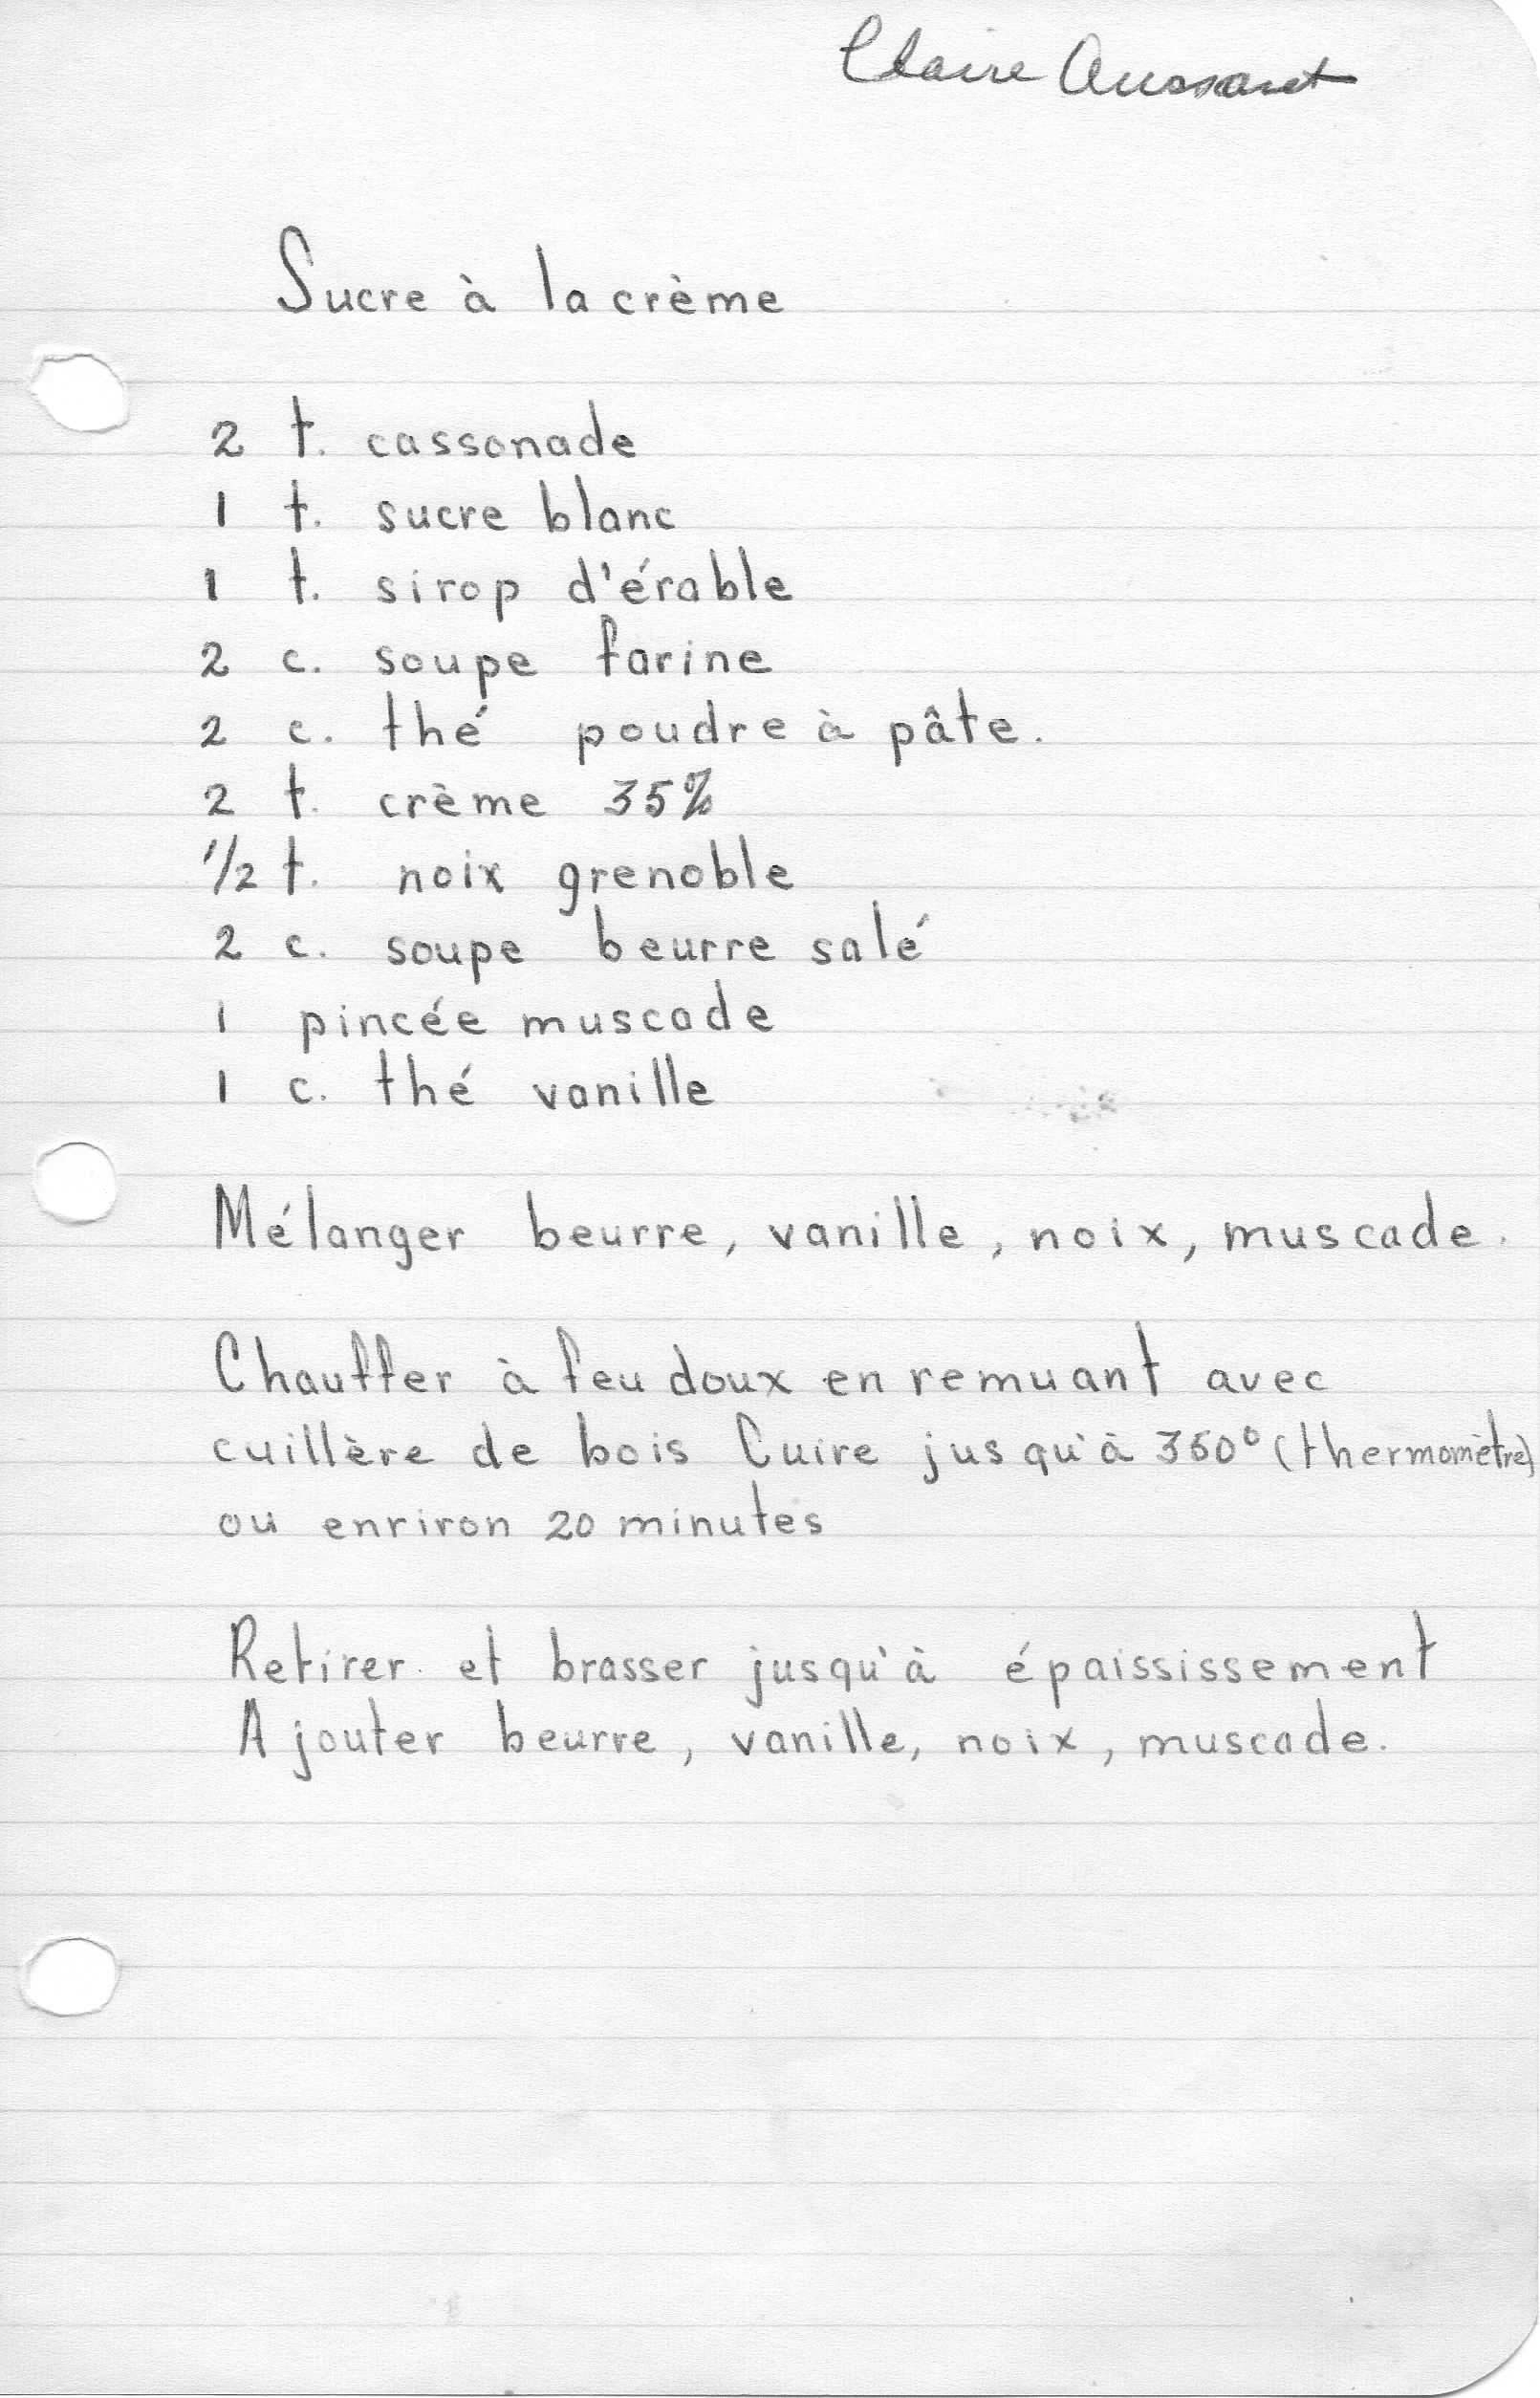 Claire Aussant
Sucre à la crème
2 t. cassonade
1 t. sucre blanc
1 t. sirop d'érable
2 c. soupe farine
2 c. thé poudre à pâte.
2 t. crème 35%
1/2 t. noix grenoble
2 c. soupe beurre salé
1 pincée muscade
1 c. thé vanille
Mélanger beurre, vanille, noix, muscade.
Chauffer à feu doux en remuant avec
cuillère de bois Cuire jusqu'à 350° (thermomètre)
ou enriron 20 minutes
Retirer et brasser jusqu'à épaississement
Ajouter beurre, vanille, noix, muscade.